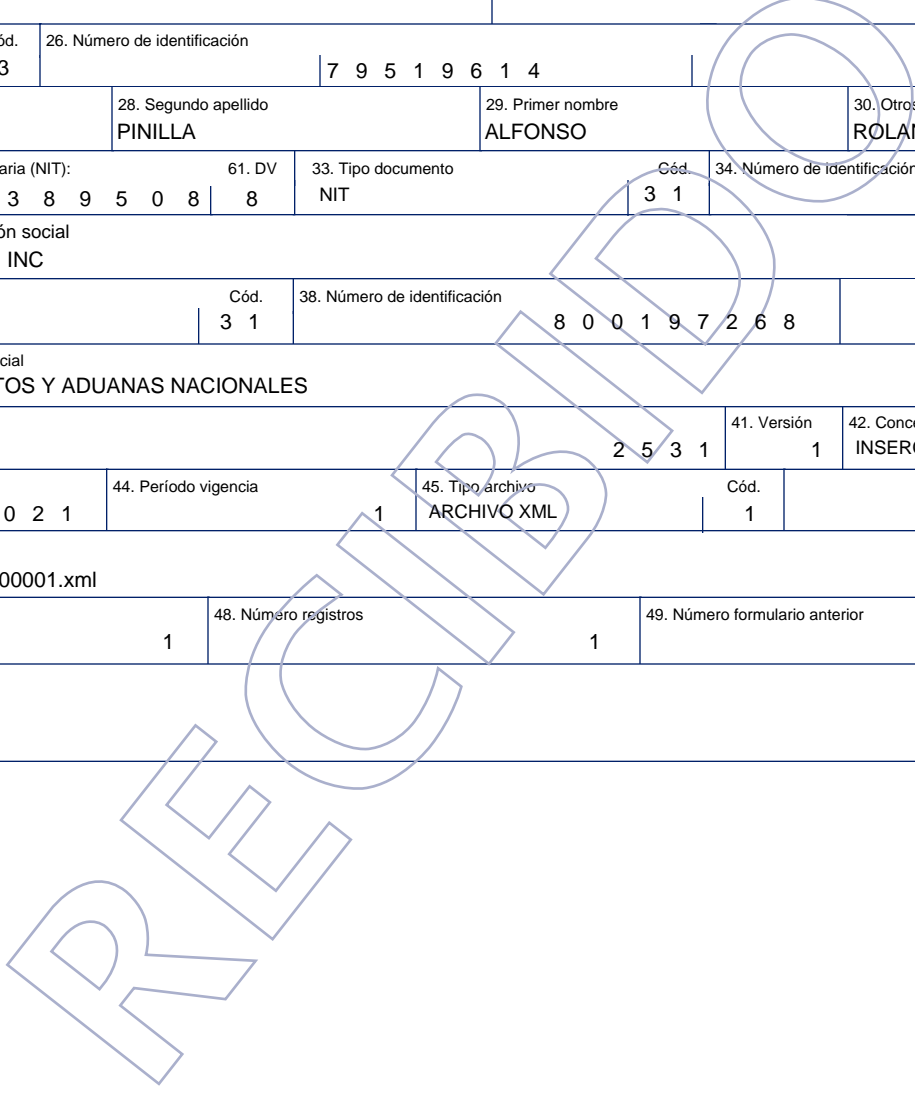 ód. 26. Número de identificación
3 7 9 5 1 9 6 1 4
28. Segundo apellido 29. Primer nombre 30. Otros
PINILLA ALFONSO ROLAN
aria (NIT): 61. DV 33. Tipo documento Cód. 34. Número de identificación
3 8 9 5 0 8 8 NIT 3 1
ón social
INC
Cód. 38. Número de identificación
3 1 8 0 0 1 9 7 2 6 8
cial
TOS Y ADUANAS NACIONALES
41. Versión 42. Conce
2 5 3 1 1 INSERC
44. Período vigencia 45. Tipo archivo Cód.
0 2 1 1 ARCHIVO XML 1
00001.xml
48. Número registros 49. Número formulario anterior
1 1
RECIBIDO